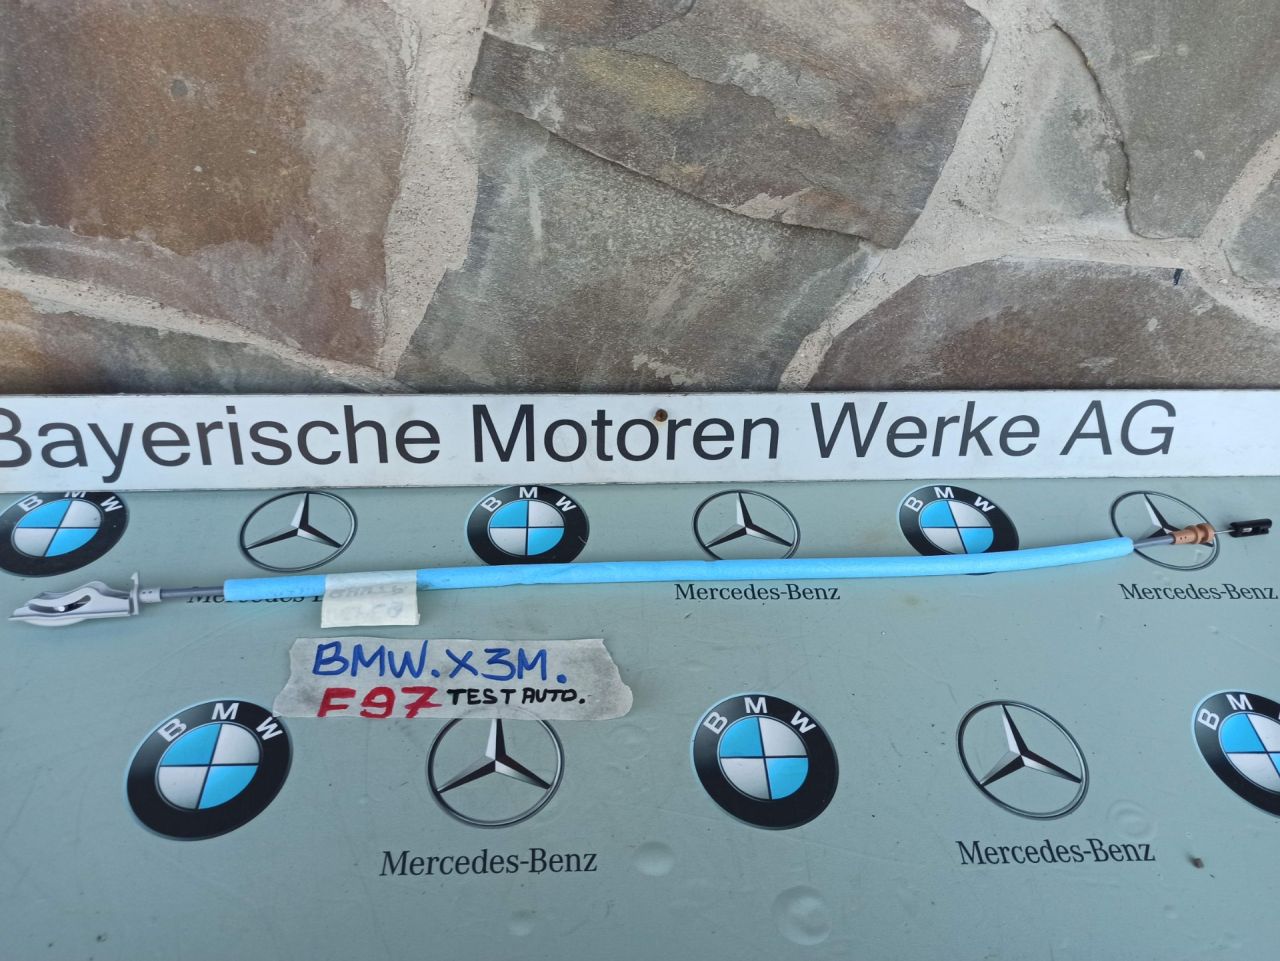 Bayerische Motoren Werke AG
BMW
BMW
BMW
Mercedes-Benz
Mercedes-Benz
BMW.X3M.
F97 TEST AUTO.
BMW
BMW
BMW
Mercedes-Benz
Mercedes-Benz